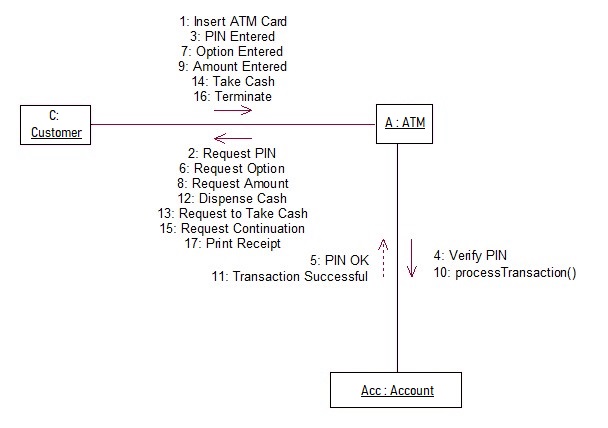 1: Insert ATM Card
3: PIN Entered
7: Option Entered
9: Amount Entered
14: Take Cash
16: Terminate
C:
Customer
A : ATM
2: Request PIN
6: Request Option
8: Request Amount
12: Dispense Cash
13: Request to Take Cash
15: Request Continuation
17: Print Receipt
5: PIN OK
11: Transaction Successful
4: Verify PIN
10: processTransaction()
Acc : Account